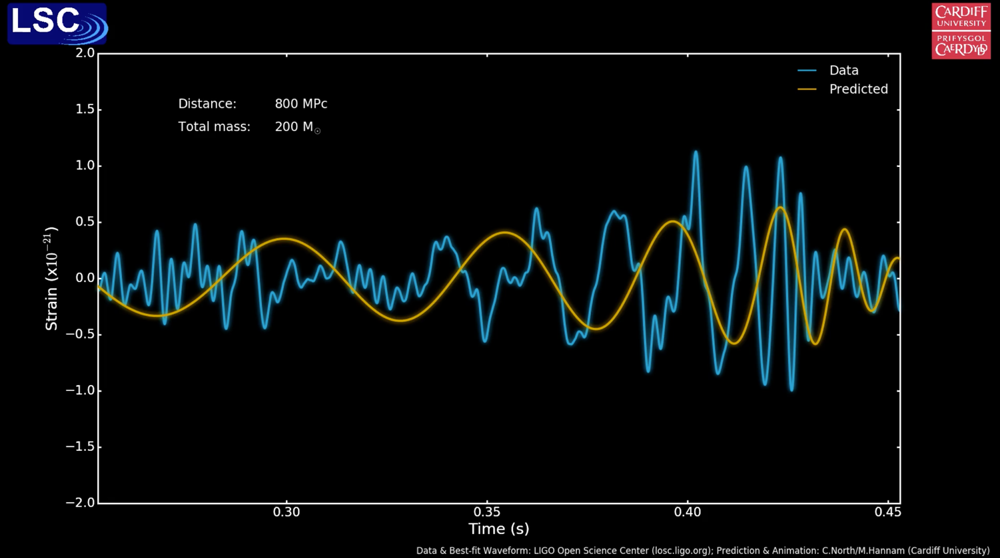 LSC
CARDIFF
UNIVERSITY
PRIFYSGOL
CAERDYDD
2.0
1.5
1.0
0.5
0.0
−0.5
−1.0
−1.5
−2.0
Strain (x10⁻²¹)
Distance: 800 MPc
Total mass: 200 M☉
Data
Predicted
0.30 0.35 0.40 0.45
Time (s)
Data & Best-fit Waveform: LIGO Open Science Center (losc.ligo.org); Prediction & Animation: C.North/M.Hannam (Cardiff University)